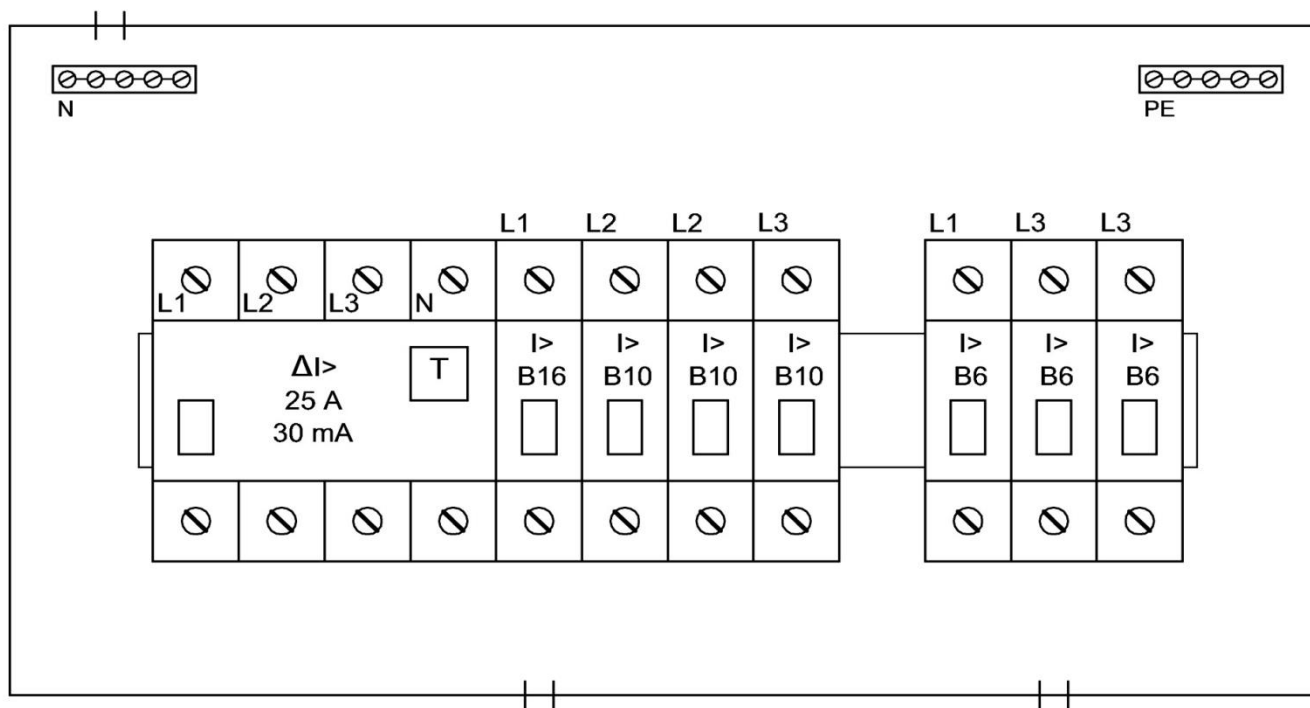 N
PE
L1 L2 L2 L3 L1 L3 L3
L1 L2 L3 N
ΔI> T I> I> I> I> I> I> I>
25 A B16 B10 B10 B10 B6 B6 B6
30 mA